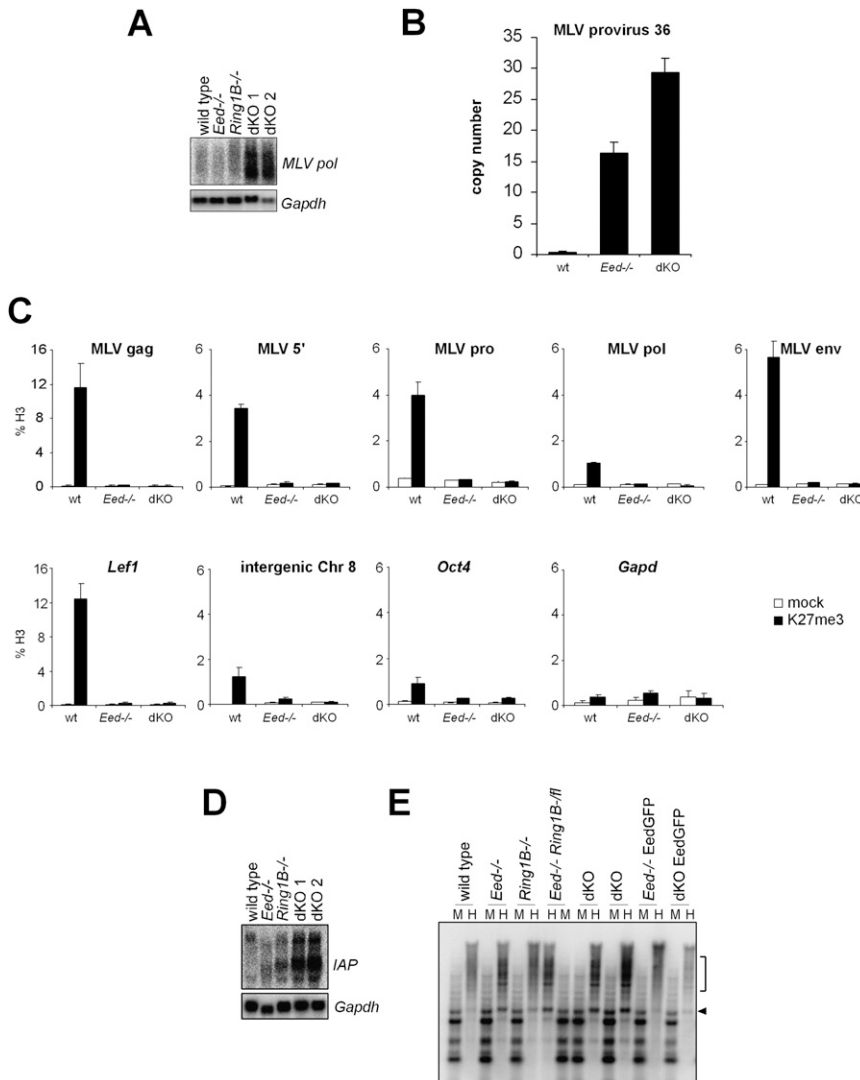 A
wild type
Eed-/-
Ring1B-/-
dKO 1
dKO 2
MLV pol
Gapdh
B
MLV provirus 36
copy number
35
30
25
20
15
10
5
0
wt
Eed-/-
dKO
C
MLV gag
% H3
16
12
8
4
0
wt
Eed-/-
dKO
MLV 5'
6
4
2
0
wt
Eed-/-
dKO
MLV pro
6
4
2
0
wt
Eed-/-
dKO
MLV pol
6
4
2
0
wt
Eed-/-
dKO
MLV env
6
4
2
0
wt
Eed-/-
dKO
Lef1
% H3
16
12
8
4
0
wt
Eed-/-
dKO
intergenic Chr 8
6
4
2
0
wt
Eed-/-
dKO
Oct4
6
4
2
0
wt
Eed-/-
dKO
Gapd
6
4
2
0
wt
Eed-/-
dKO
mock
K27me3
D
wild type
Eed-/-
Ring1B-/-
dKO 1
dKO 2
IAP
Gapdh
E
wild type
Eed-/-
Ring1B-/-
Eed-/- Ring1B-/fl
dKO
dKO
Eed-/- EedGFP
dKO EedGFP
M H M H M H H M M H M H M H M H